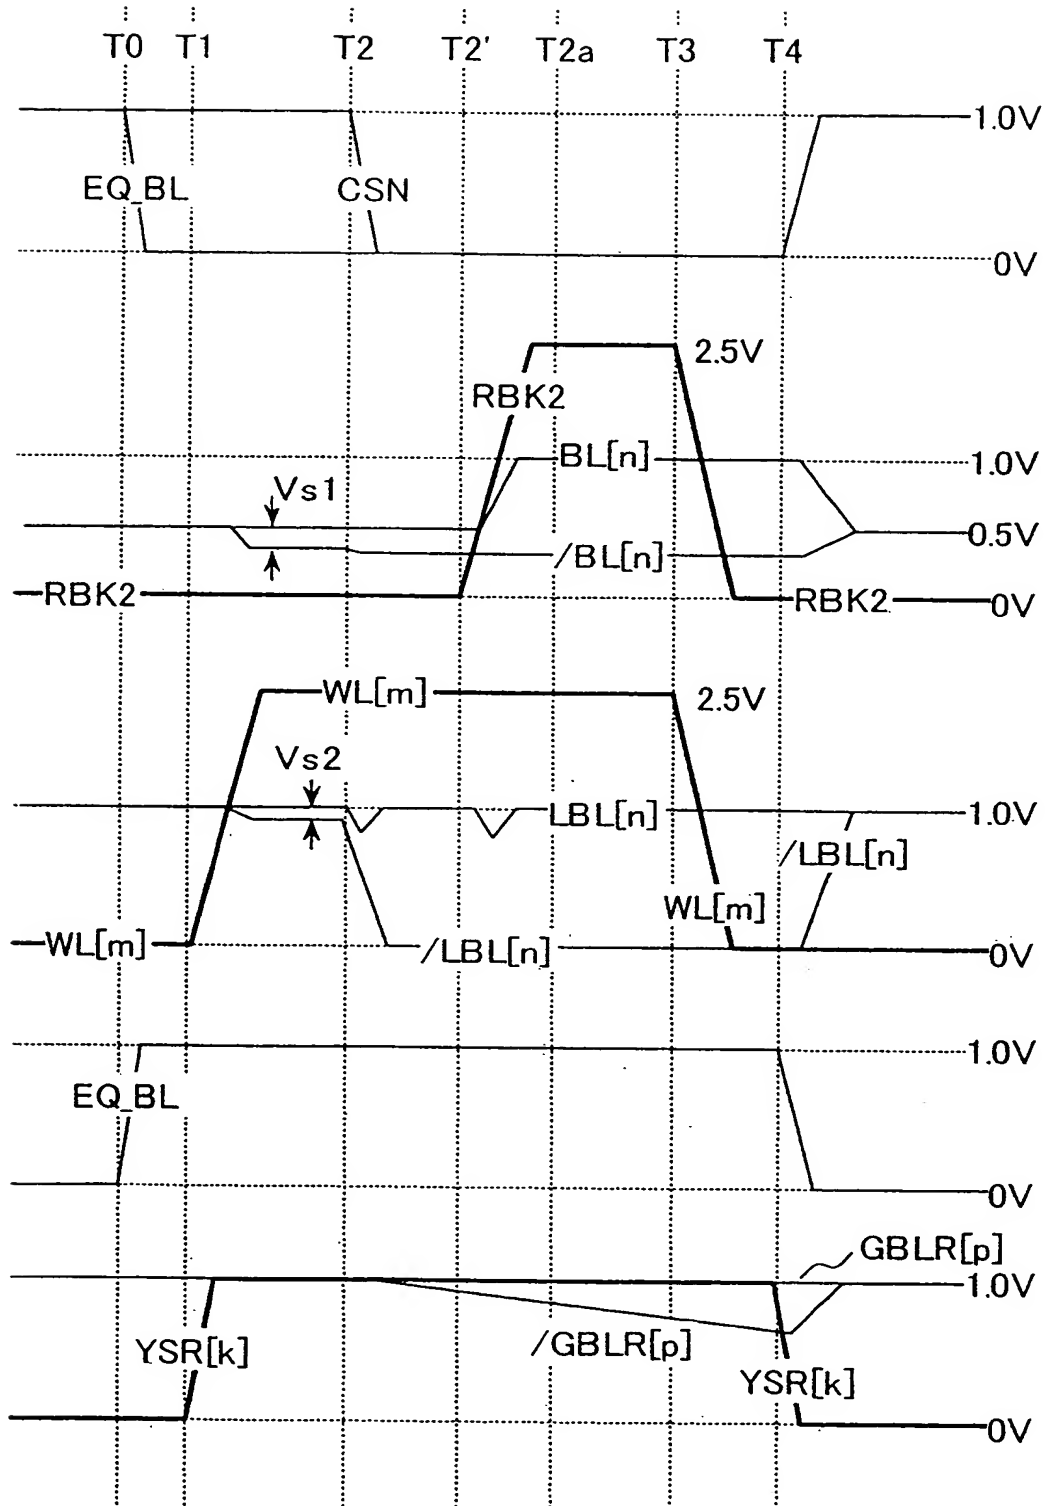 T0 T1 T2 T2' T2a T3 T4
1.0V
EQ_BL CSN
0V
2.5V
RBK2
BL[n] 1.0V
Vs1
0.5V
/BL[n]
RBK2 RBK2 0V
WL[m] 2.5V
Vs2
LBL[n] 1.0V
/LBL[n]
WL[m]
WL[m] /LBL[n] 0V
1.0V
EQ_BL
0V
GBLR[p]
1.0V
YSR[k] /GBLR[p]
YSR[k]
0V